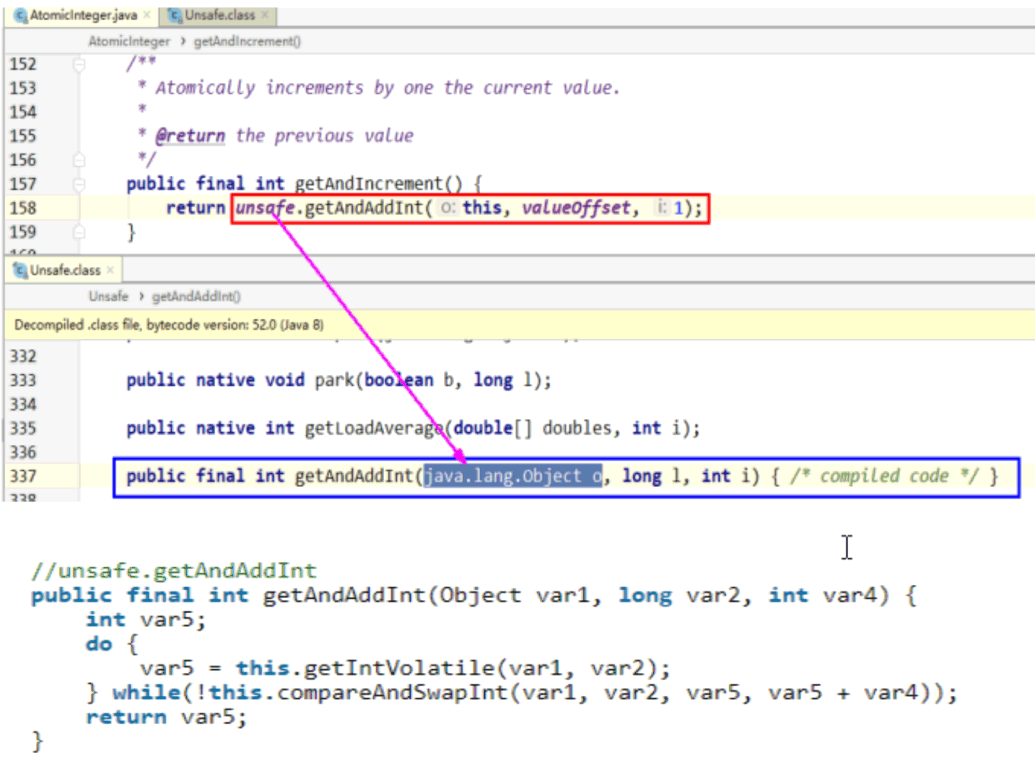 AtomicInteger.java × Unsafe.class ×
AtomicInteger › getAndIncrement()
152 /**
153 * Atomically increments by one the current value.
154 *
155 * @return the previous value
156 */
157 public final int getAndIncrement() {
158 return unsafe.getAndAddInt( o: this, valueOffset, i: 1);
159 }
Unsafe.class ×
Unsafe › getAndAddInt()
Decompiled .class file, bytecode version: 52.0 (Java 8)
332
333 public native void park(boolean b, long l);
334
335 public native int getLoadAverage(double[] doubles, int i);
336
337 public final int getAndAddInt(java.lang.Object o, long l, int i) { /* compiled code */ }
338
//unsafe.getAndAddInt
public final int getAndAddInt(Object var1, long var2, int var4) {
int var5;
do {
var5 = this.getIntVolatile(var1, var2);
} while(!this.compareAndSwapInt(var1, var2, var5, var5 + var4));
return var5;
}